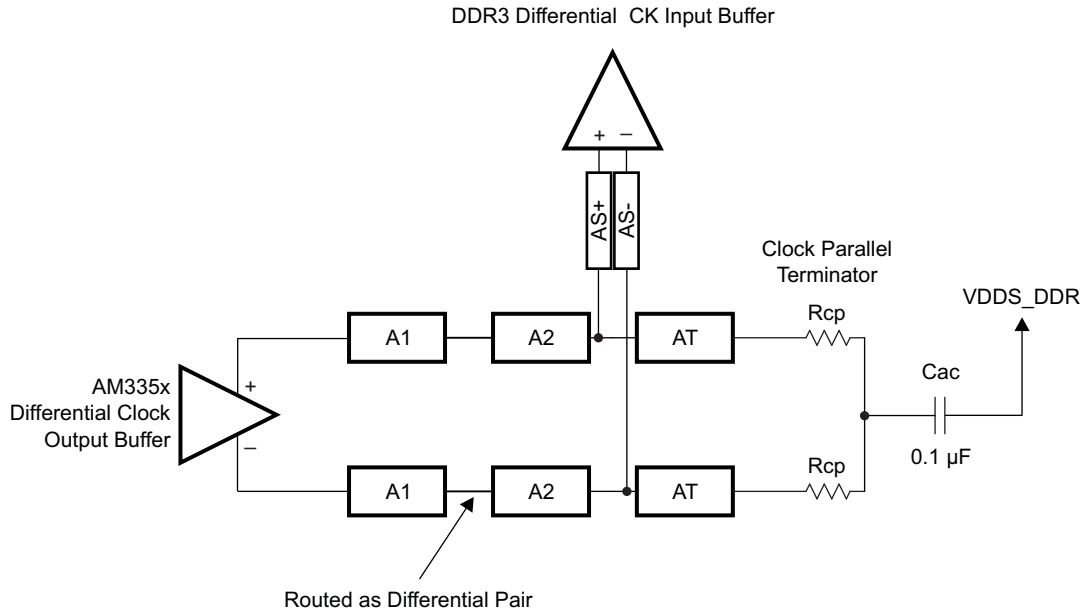 DDR3 Differential CK Input Buffer
+ –
AS+
AS-
Clock Parallel
Terminator
VDDS_DDR
Rcp
A1
A2
AT
AM335x
Differential Clock
Output Buffer
+
–
Cac
0.1 µF
Rcp
A1
A2
AT
Routed as Differential Pair